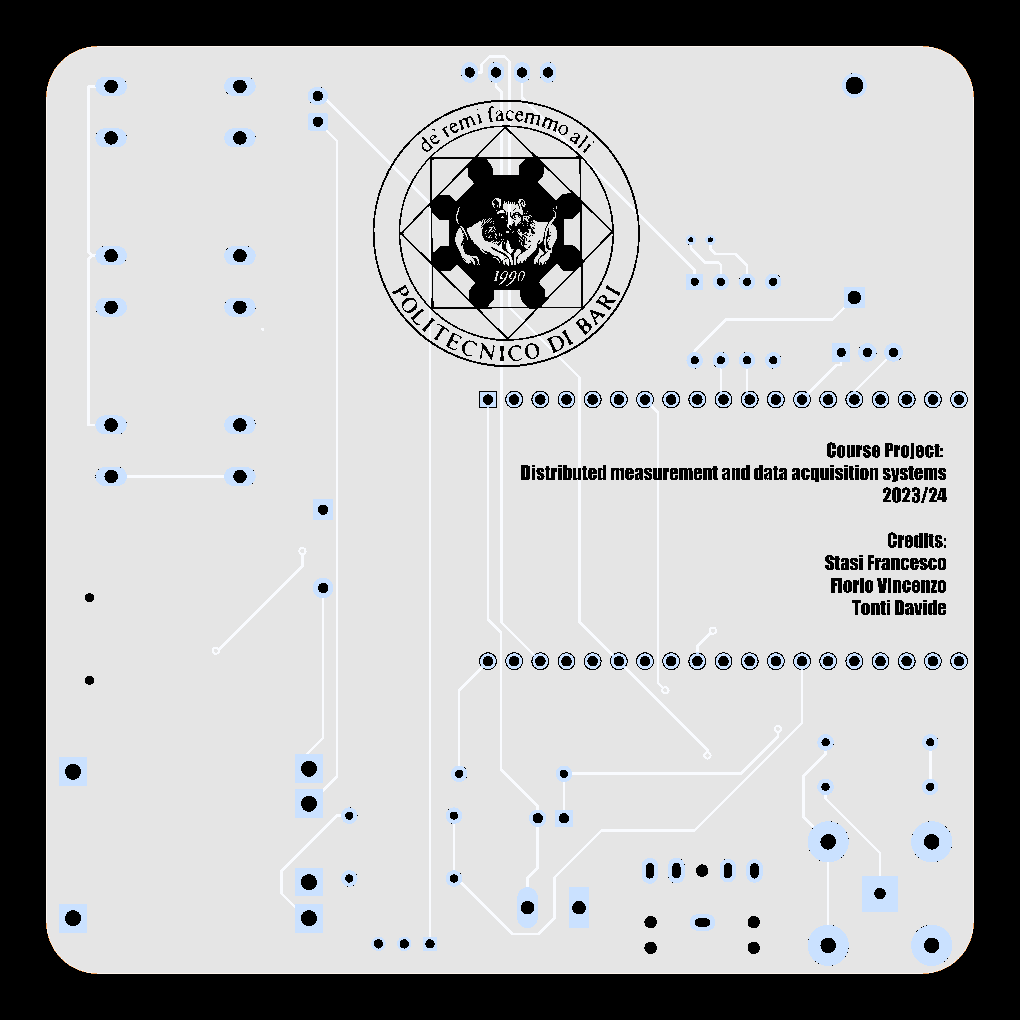 de remi facemmo ali
1990
POLITECNICO DI BARI
Course Project:
Distributed measurement and data acquisition systems
2023/24
Credits:
Stasi Francesco
Florio Vincenzo
Tonti Davide